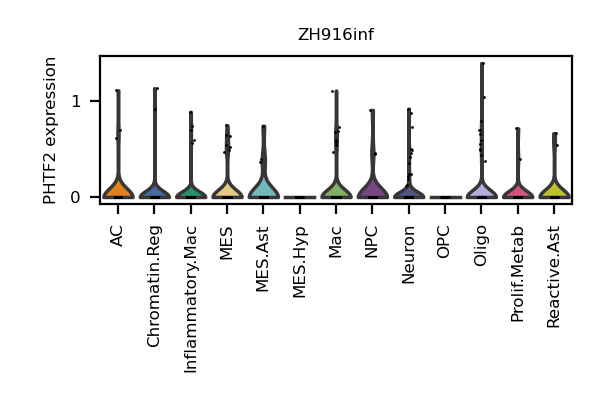 ZH916inf
PHTF2 expression
1
0
AC
Chromatin.Reg
Inflammatory.Mac
MES
MES.Ast
MES.Hyp
Mac
NPC
Neuron
OPC
Oligo
Prolif.Metab
Reactive.Ast